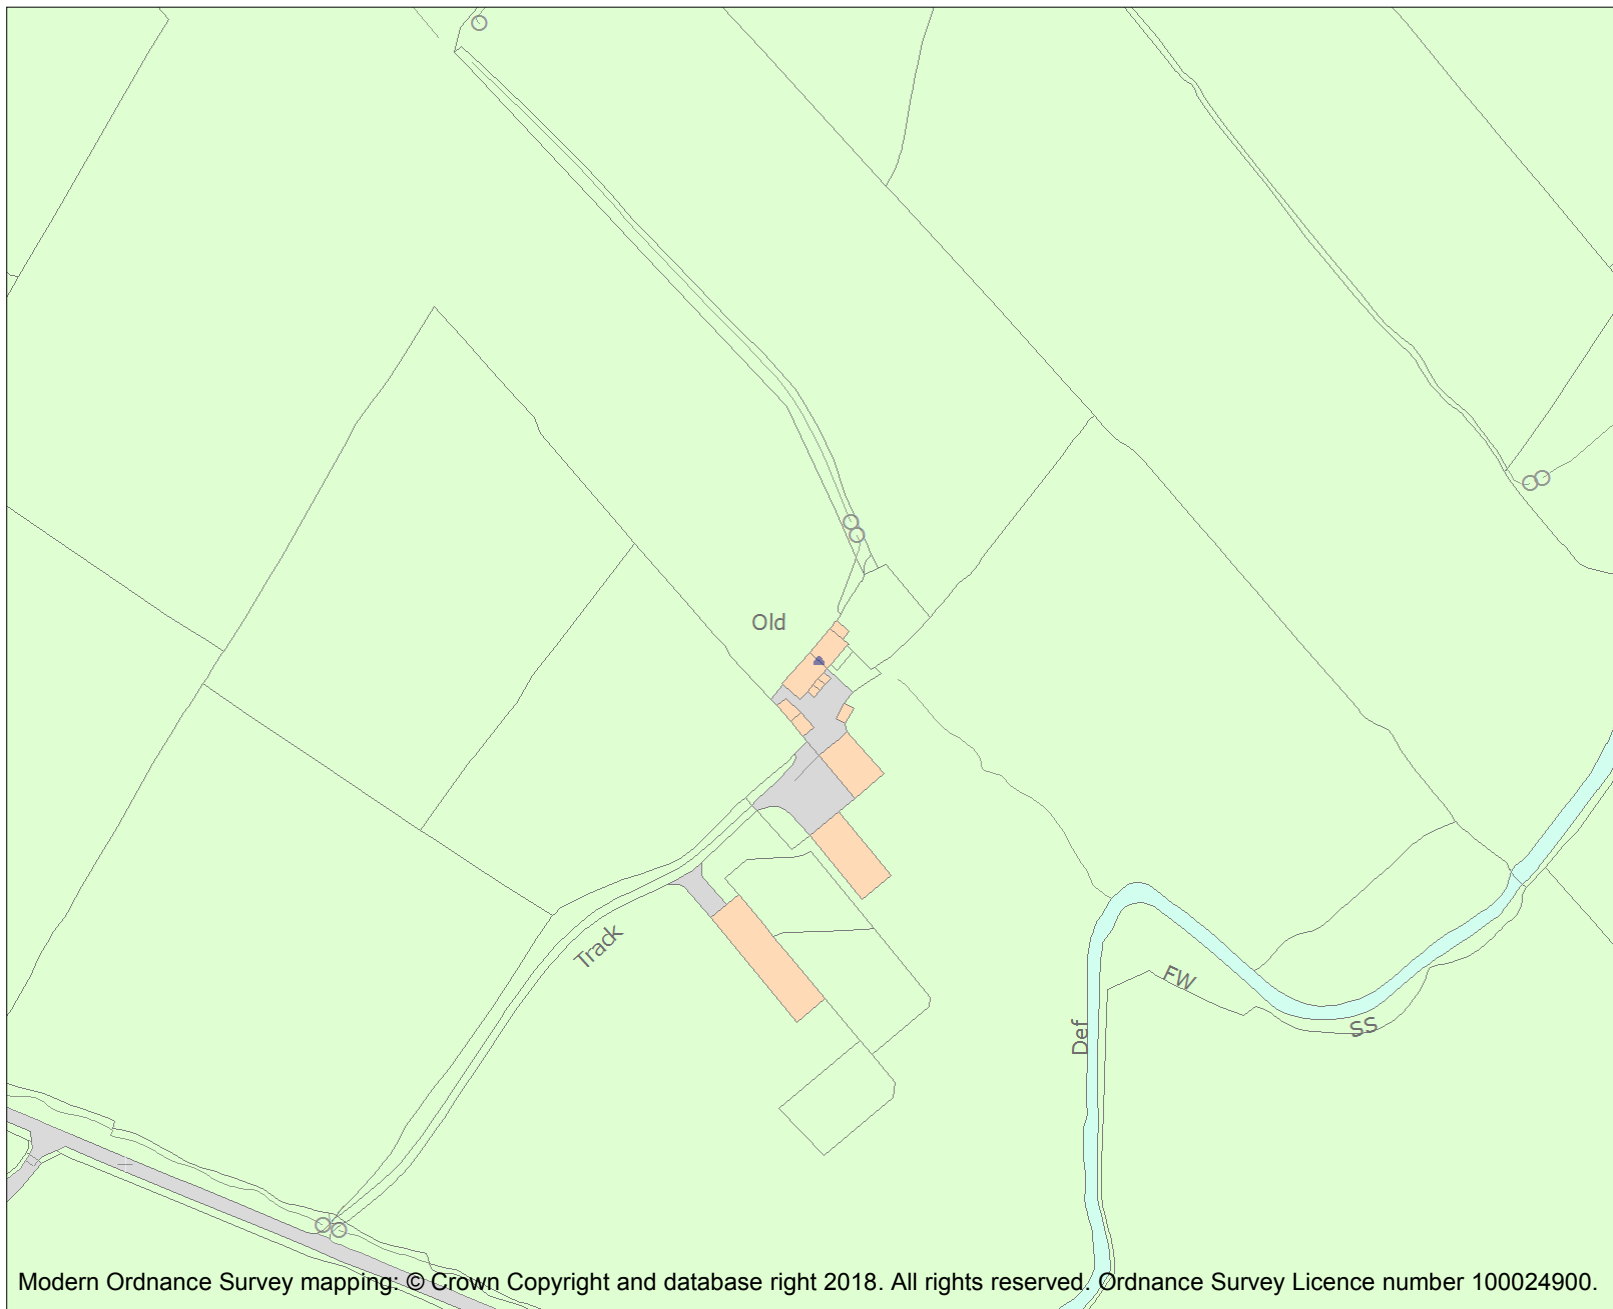 Old
Track
FW
Def
SS
Modern Ordnance Survey mapping: © Crown Copyright and database right 2018. All rights reserved. Ordnance Survey Licence number 100024900.